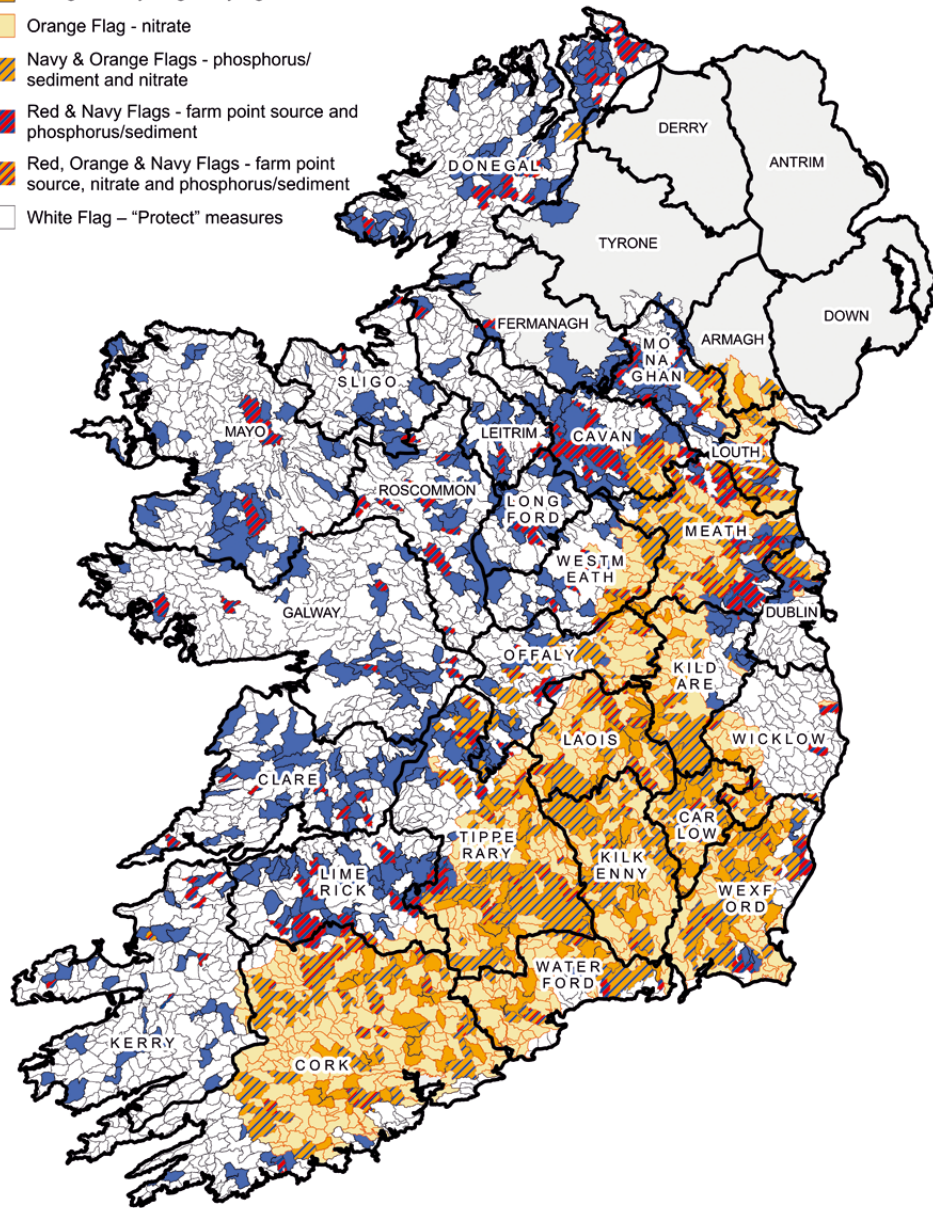 Orange Flag - nitrate
Navy & Orange Flags - phosphorus/
sediment and nitrate
Red & Navy Flags - farm point source and
phosphorus/sediment
Red, Orange & Navy Flags - farm point
source, nitrate and phosphorus/sediment
White Flag – “Protect” measures
DERRY
ANTRIM
DONEGAL
TYRONE
FERMANAGH
DOWN
ARMAGH
MO
NA,
GHAN
SLIGO
MAYO
LEITRIM
CAVAN
LOUTH
ROSCOMMON
LONG
FORD
MEATH
WESTM
EATH
GALWAY
DUBLIN
OFFALY
KILD
ARE
LAOIS
WICKLOW
CLARE
CAR
LOW
TIPPE
RARY
KILK
ENNY
LIME
RICK
WEXF
ORD
WATER
FORD
KERRY
CORK